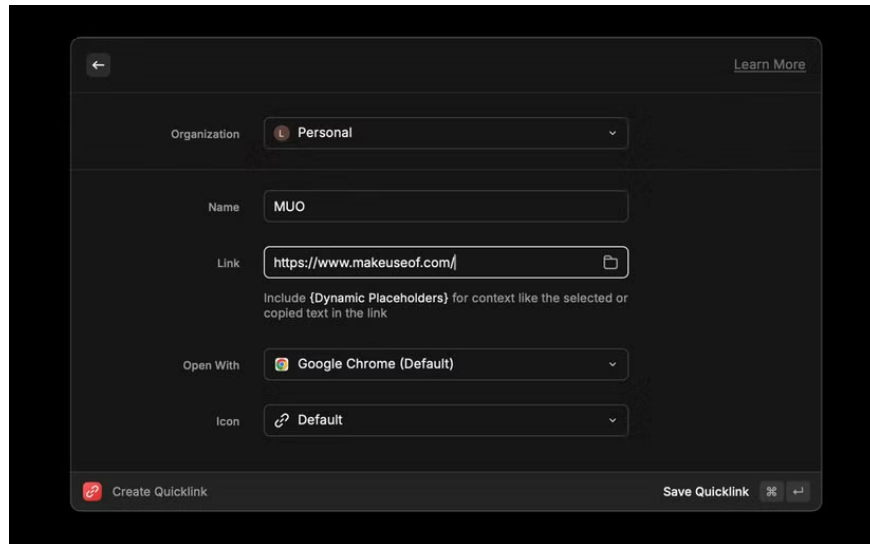 Learn More
Organization
L Personal
Name
MUO
Link
https://www.makeuseof.com/
Include {Dynamic Placeholders} for context like the selected or
copied text in the link
Open With
Google Chrome (Default)
Icon
Default
Create Quicklink
Save Quicklink ⌘ ↵